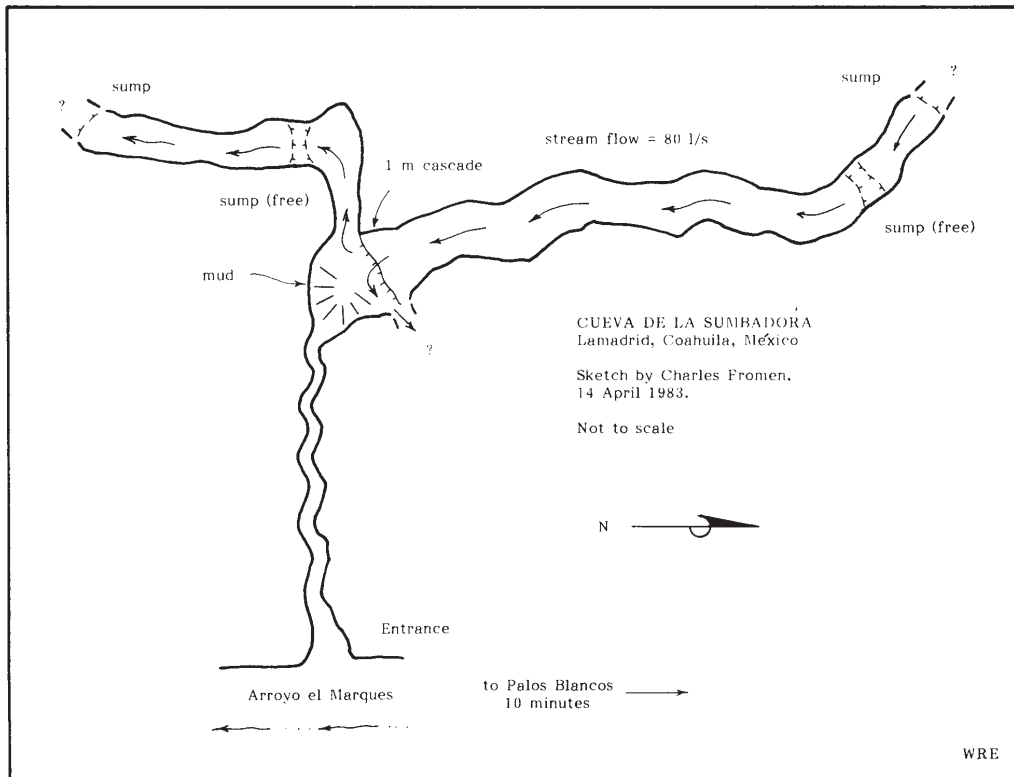 sump
?
sump
?
stream flow = 80 l/s
1 m cascade
sump (free)
sump (free)
mud
?
CUEVA DE LA SUMBADORA
Lamadrid, Coahuila, México
Sketch by Charles Fromen,
14 April 1983.
Not to scale
N
Entrance
Arroyo el Marques
to Palos Blancos
10 minutes
WRE